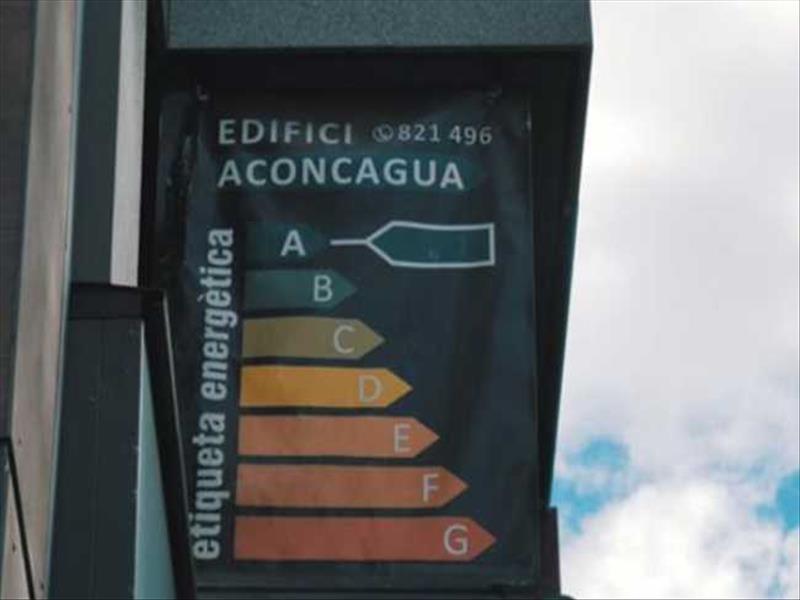 EDIFICI 821 496
ACONCAGUA
etiqueta energètica
A
B
C
D
E
F
G